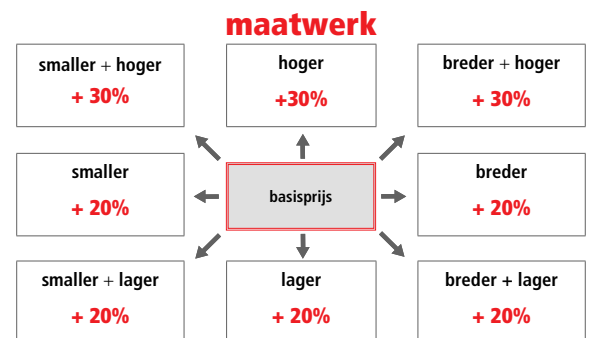 maatwerk
smaller + hoger
+ 30%
hoger
+30%
breder + hoger
+ 30%
smaller
+ 20%
basisprijs
breder
+ 20%
smaller + lager
+ 20%
lager
+ 20%
breder + lager
+ 20%